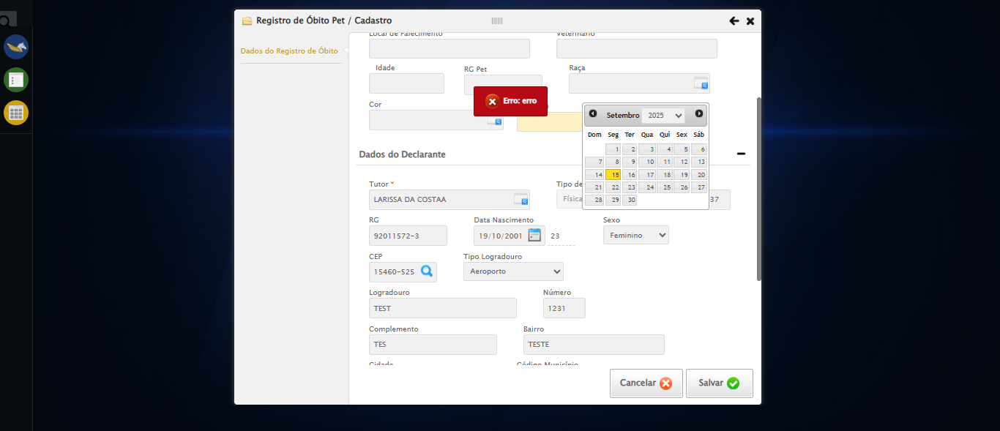 Registro de Óbito Pet / Cadastro
Dados do Registro de Óbito
Local de Falecimento
Veterinário
Idade
RG Pet
Raça
Erro: erro
Cor
Setembro 2025
Dom Seg Ter Qua Qui Sex Sáb
1 2 3 4 5 6
7 8 9 10 11 12 13
14 15 16 17 18 19 20
21 22 23 24 25 26 27
28 29 30
Dados do Declarante
Tutor *
Tipo de
LARISSA DA COSTAA
Física
37
RG
Data Nascimento
Sexo
92011572-3
19/10/2001
23
Feminino
CEP
Tipo Logradouro
15460-525
Aeroporto
Logradouro
Número
TEST
1231
Complemento
Bairro
TES
TESTE
Cidade
Código Município
Cancelar
Salvar